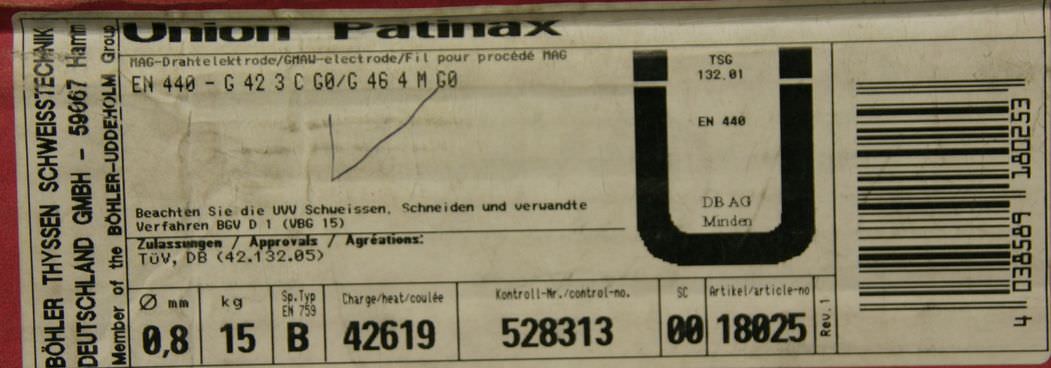 BÖHLER THYSSEN SCHWEISSTECHNIK
DEUTSCHLAND GMBH - 59067 Hamm
Member of the BÖHLER-UDDEHOLM Group
Union Patinax
MAG-Drahtelektrode/GMAW-electrode/Fil pour procédé MAG
EN 440 - G 42 3 C G0/G 46 4 M G0
TSG
132.01
EN 440
DB AG
Minden
Beachten Sie die UVV Schweissen, Schneiden und verwandte
Verfahren BGV D 1 (VBG 15)
Zulassungen / Approvals / Agréations:
TÜV, DB (42.132.05)
Ø mm
0,8
kg
15
Sp.Typ
EN 759
B
Charge/heat/coulée
42619
Kontroll-Nr./control-no.
528313
SC
00
Artikel/article-no
18025
Rev. 1
4 038589 180253